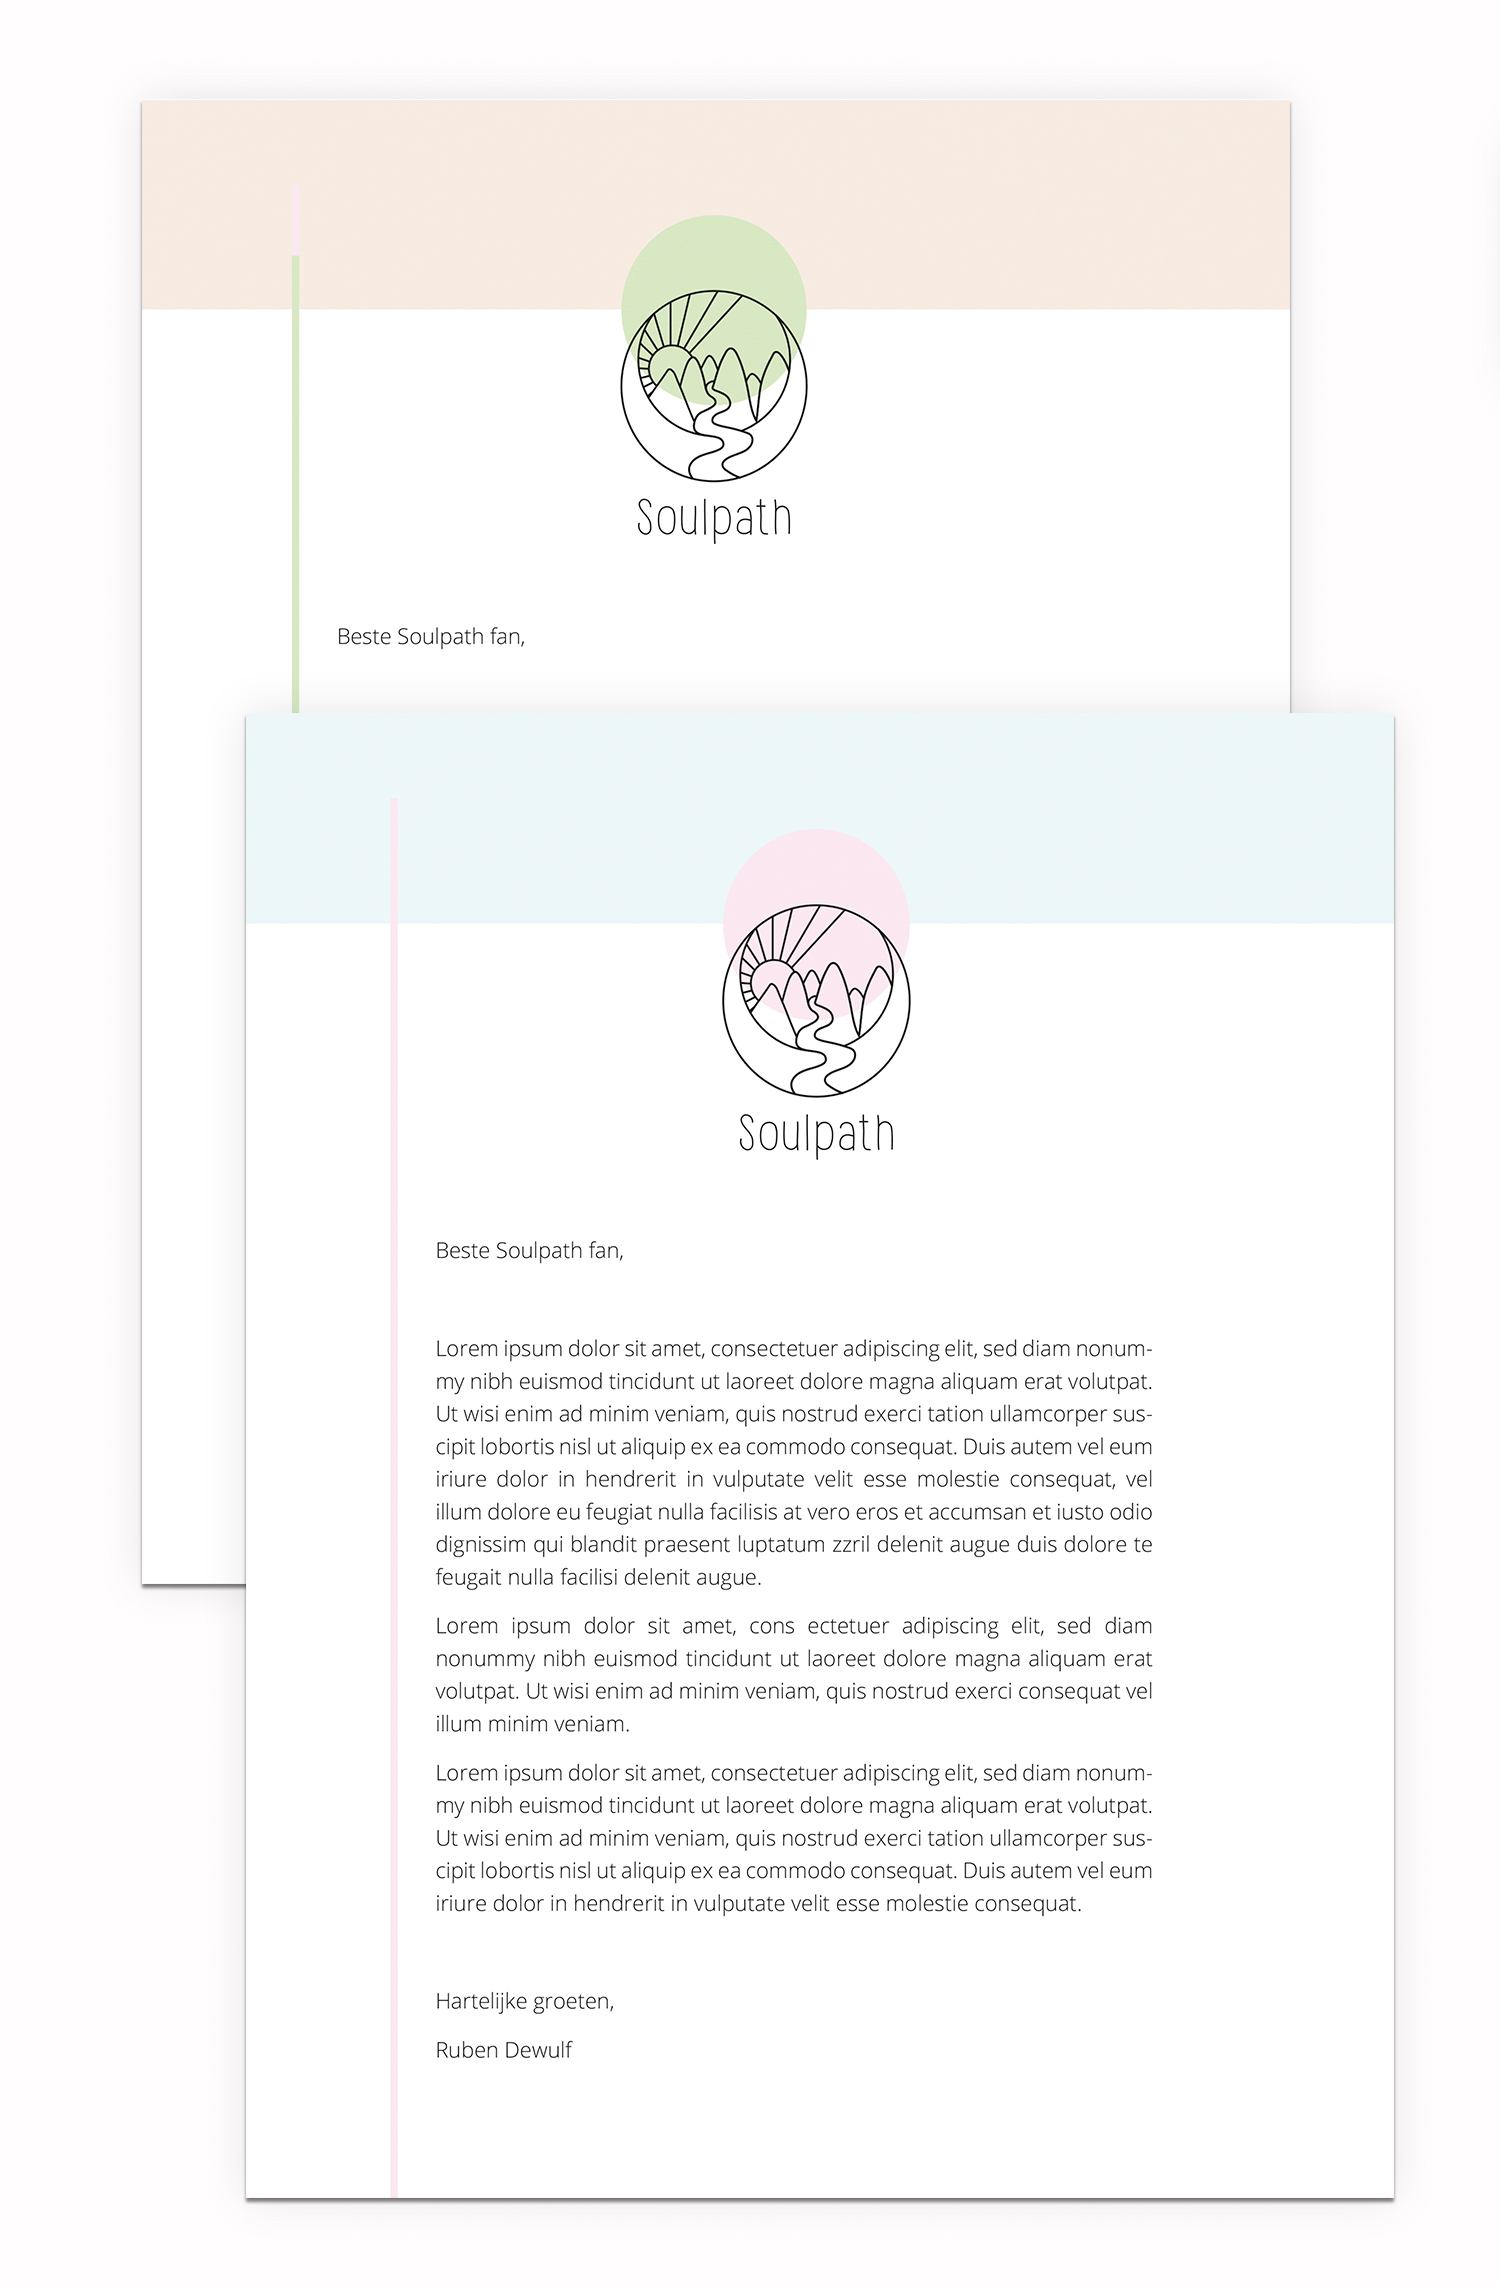 Soulpath
Beste Soulpath fan,
Soulpath
Beste Soulpath fan,
Lorem ipsum dolor sit amet, consectetuer adipiscing elit, sed diam nonum-
my nibh euismod tincidunt ut laoreet dolore magna aliquam erat volutpat.
Ut wisi enim ad minim veniam, quis nostrud exerci tation ullamcorper sus-
cipit lobortis nisl ut aliquip ex ea commodo consequat. Duis autem vel eum
iriure dolor in hendrerit in vulputate velit esse molestie consequat, vel
illum dolore eu feugiat nulla facilisis at vero eros et accumsan et iusto odio
dignissim qui blandit praesent luptatum zzril delenit augue duis dolore te
feugait nulla facilisi delenit augue.
Lorem ipsum dolor sit amet, cons ectetuer adipiscing elit, sed diam
nonummy nibh euismod tincidunt ut laoreet dolore magna aliquam erat
volutpat. Ut wisi enim ad minim veniam, quis nostrud exerci consequat vel
illum minim veniam.
Lorem ipsum dolor sit amet, consectetuer adipiscing elit, sed diam nonum-
my nibh euismod tincidunt ut laoreet dolore magna aliquam erat volutpat.
Ut wisi enim ad minim veniam, quis nostrud exerci tation ullamcorper sus-
cipit lobortis nisl ut aliquip ex ea commodo consequat. Duis autem vel eum
iriure dolor in hendrerit in vulputate velit esse molestie consequat.
Hartelijke groeten,
Ruben Dewulf